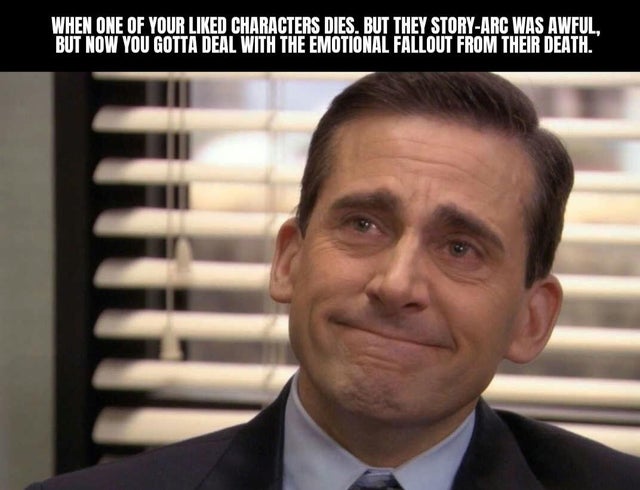 WHEN ONE OF YOUR LIKED CHARACTERS DIES. BUT THEY STORY-ARC WAS AWFUL,
BUT NOW YOU GOTTA DEAL WITH THE EMOTIONAL FALLOUT FROM THEIR DEATH.